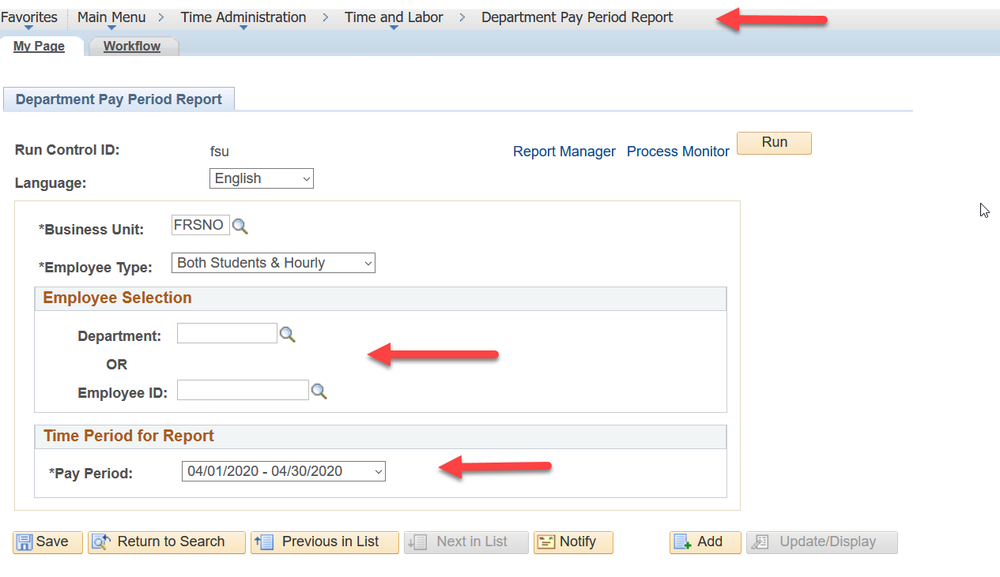 Favorites Main Menu > Time Administration > Time and Labor > Department Pay Period Report
My Page Workflow
Department Pay Period Report
Run Control ID: fsu Report Manager Process Monitor Run
Language: English
*Business Unit: FRSNO
*Employee Type: Both Students & Hourly
Employee Selection
Department:
OR
Employee ID:
Time Period for Report
*Pay Period: 04/01/2020 - 04/30/2020
Save Return to Search Previous in List Next in List Notify Add Update/Display